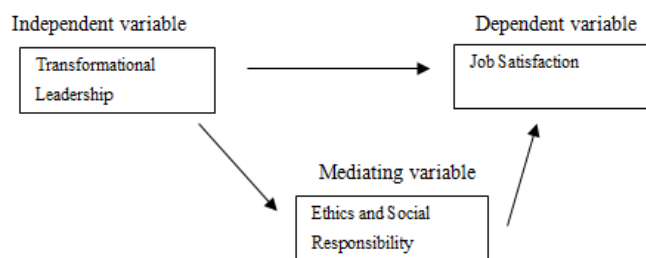 Independent variable
Dependent variable
Transformational
Leadership
Job Satisfaction
Mediating variable
Ethics and Social
Responsibility